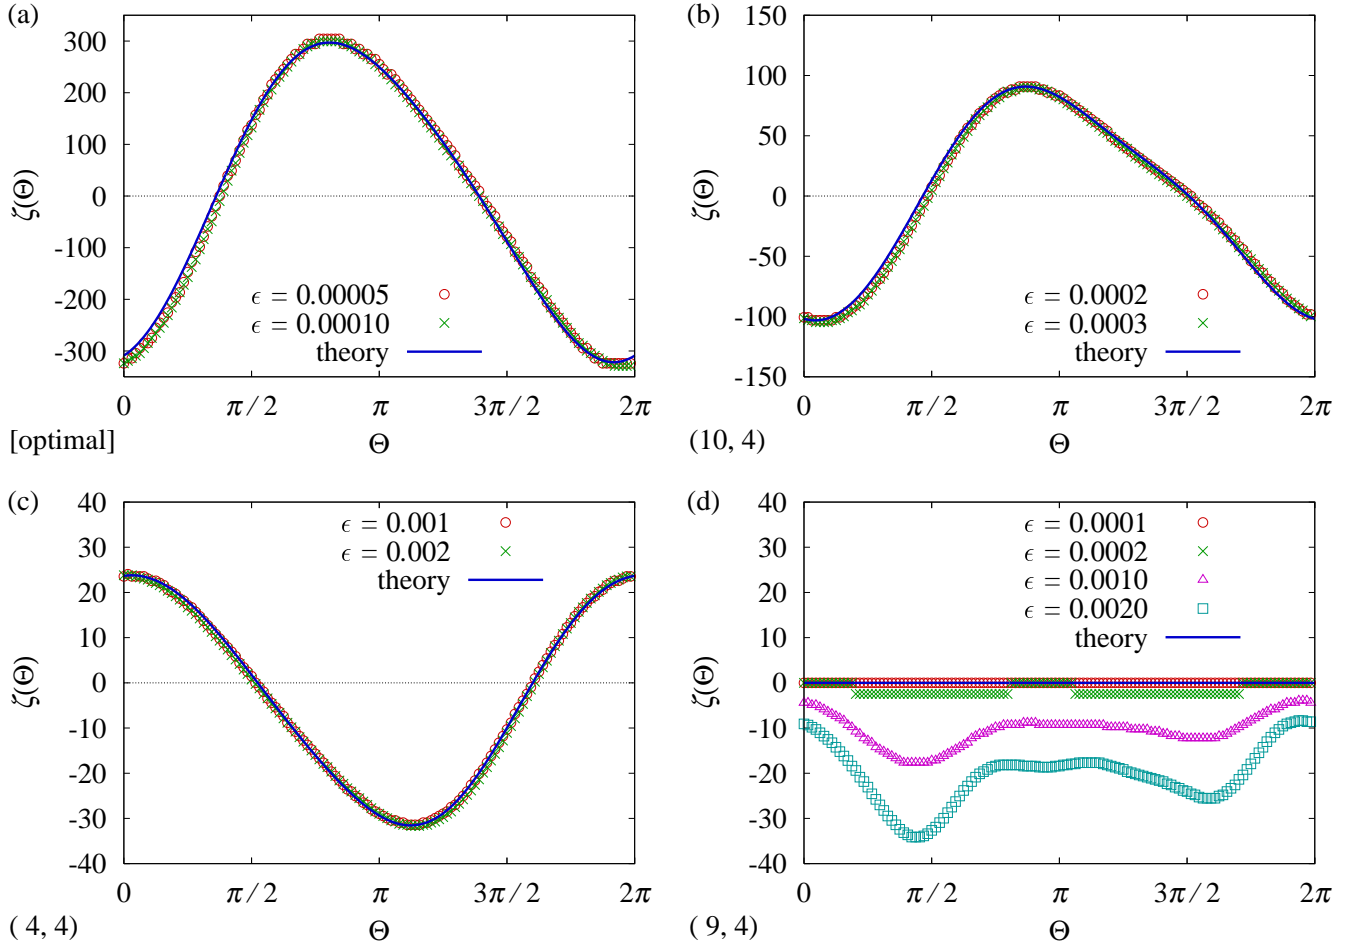 (a)
300
200
100
0
-100
-200
-300
ζ(Θ)
ϵ = 0.00005
ϵ = 0.00010
theory
0 π/2 π 3π/2 2π
[optimal] Θ
(b)
150
100
50
0
-50
-100
-150
ζ(Θ)
ϵ = 0.0002
ϵ = 0.0003
theory
0 π/2 π 3π/2 2π
(10, 4) Θ
(c)
40
30
20
10
0
-10
-20
-30
-40
ζ(Θ)
ϵ = 0.001
ϵ = 0.002
theory
0 π/2 π 3π/2 2π
( 4, 4) Θ
(d)
40
30
20
10
0
-10
-20
-30
-40
ζ(Θ)
ϵ = 0.0001
ϵ = 0.0002
ϵ = 0.0010
ϵ = 0.0020
theory
0 π/2 π 3π/2 2π
( 9, 4) Θ